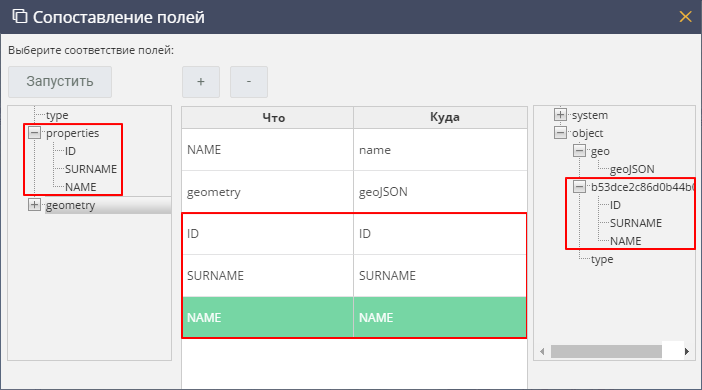 Сопоставление полей
Выберите соответствие полей:
Запустить
+ -
type
properties
ID
SURNAME
NAME
geometry
Что Куда
NAME name
geometry geoJSON
ID ID
SURNAME SURNAME
NAME NAME
system
object
geo
geoJSON
b53dce2c86d0b44b0
ID
SURNAME
NAME
type